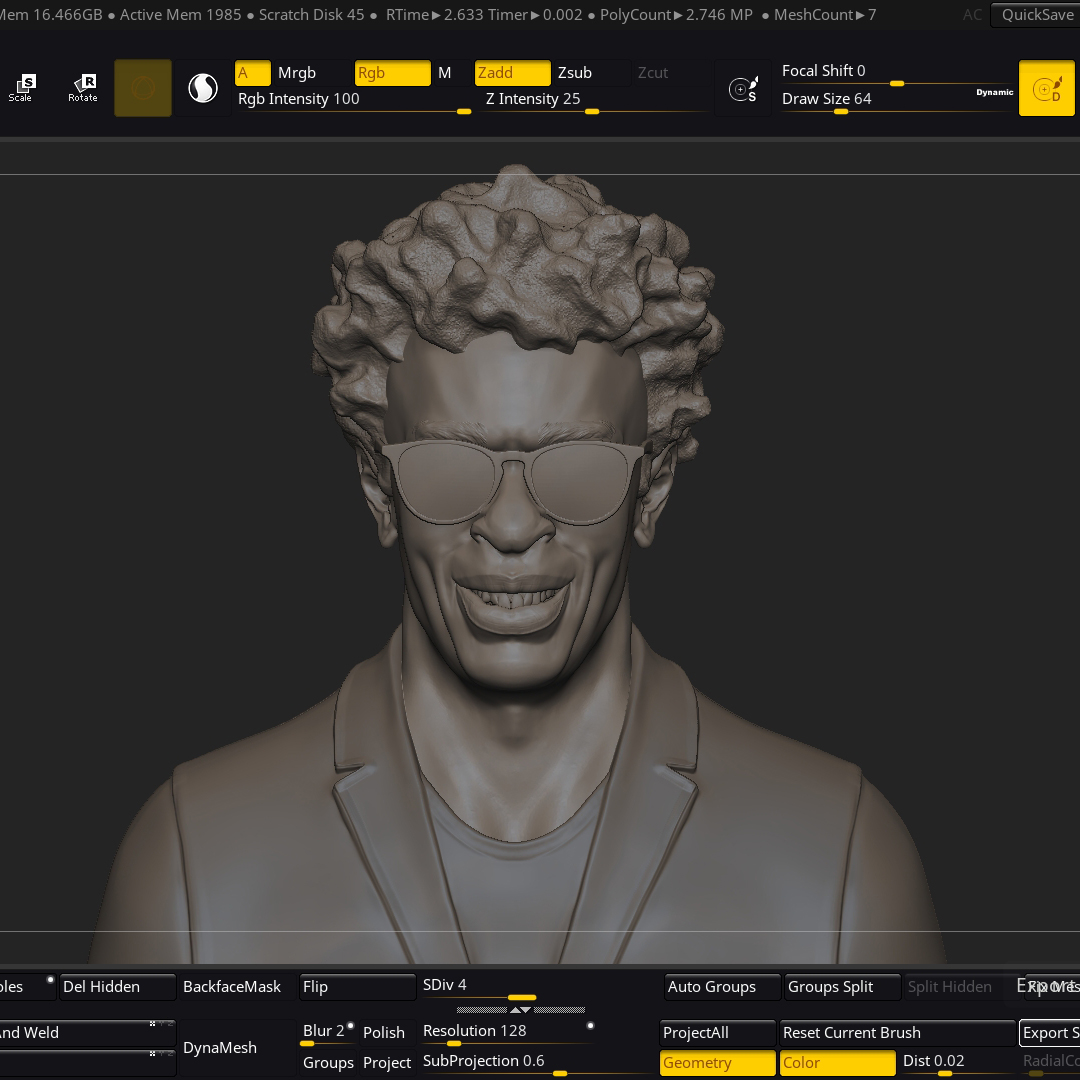 Mem 16.466GB ● Active Mem 1985 ● Scratch Disk 45 ● RTime►2.633 Timer►0.002 ● PolyCount►2.746 MP ● MeshCount►7 AC QuickSave
S R A Mrgb Rgb M Zadd Zsub Zcut Focal Shift 0
Scale Rotate Rgb Intensity 100 Z Intensity 25 S Dynamic Draw Size 64 D
oles Del Hidden BackfaceMask Flip SDiv 4 Auto Groups Groups Split Split Hidden Export
And Weld DynaMesh Blur 2 Polish Resolution 128 ProjectAll Reset Current Brush Export S
Groups Project SubProjection 0.6 Geometry Color Dist 0.02 RadialCo